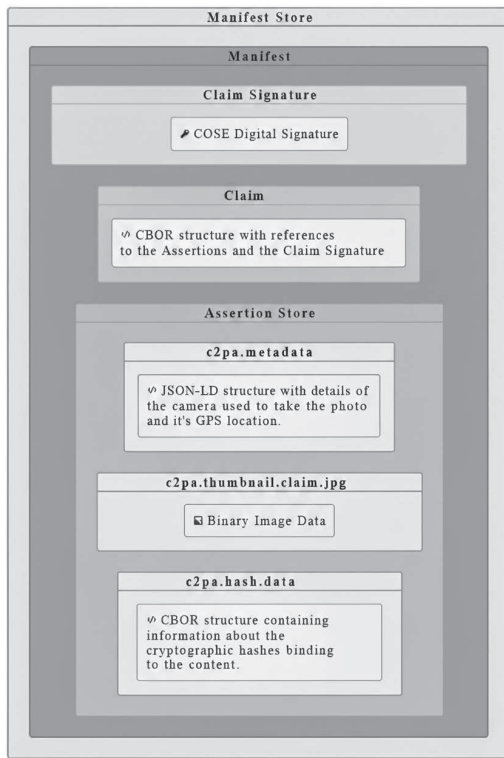 Manifest Store
Manifest
Claim Signature
COSE Digital Signature
Claim
CBOR structure with references
to the Assertions and the Claim Signature
Assertion Store
c2pa.metadata
JSON-LD structure with details of
the camera used to take the photo
and it's GPS location.
c2pa.thumbnail.claim.jpg
Binary Image Data
c2pa.hash.data
CBOR structure containing
information about the
cryptographic hashes binding
to the content.